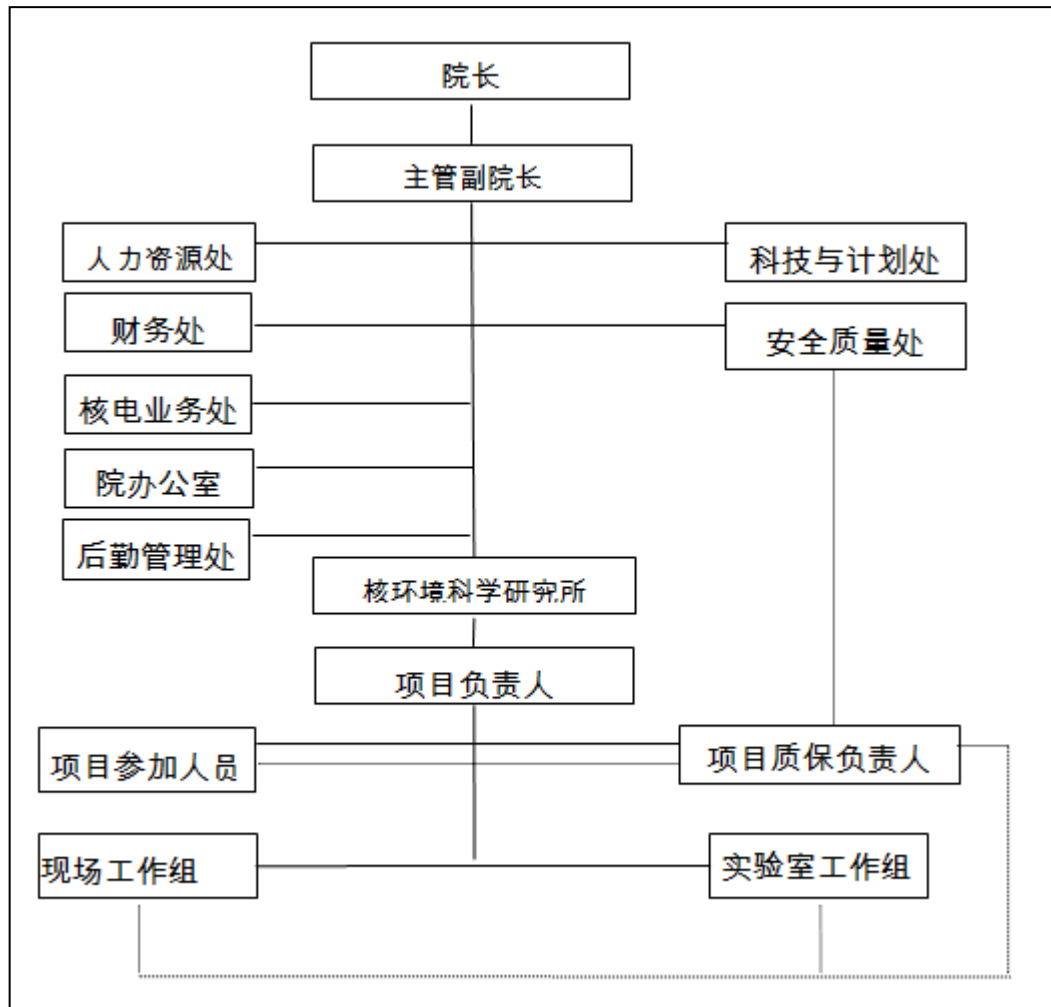 院长
主管副院长
人力资源处
科技与计划处
财务处
安全质量处
核电业务处
院办公室
后勤管理处
核环境科学研究所
项目负责人
项目参加人员
项目质保负责人
现场工作组
实验室工作组